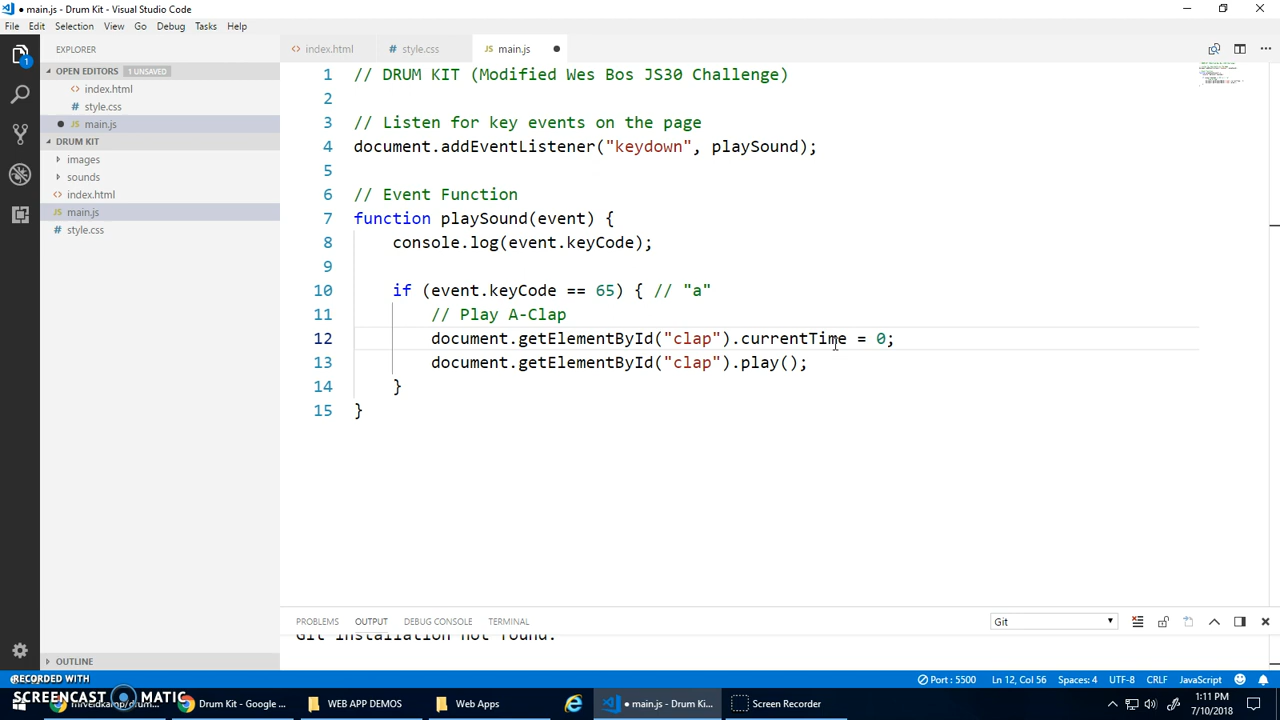 ● main.js - Drum Kit - Visual Studio Code
File Edit Selection View Go Debug Tasks Help
EXPLORER
index.html
style.css
main.js
OPEN EDITORS 1 UNSAVED
index.html
style.css
main.js
DRUM KIT
images
sounds
index.html
main.js
style.css
OUTLINE
1 // DRUM KIT (Modified Wes Bos JS30 Challenge)
2
3 // Listen for key events on the page
4 document.addEventListener("keydown", playSound);
5
6 // Event Function
7 function playSound(event) {
8 console.log(event.keyCode);
9
10 if (event.keyCode == 65) { // "a"
11 // Play A-Clap
12 document.getElementById("clap").currentTime = 0;
13 document.getElementById("clap").play();
14 }
15 }
PROBLEMS OUTPUT DEBUG CONSOLE TERMINAL
Git
Git installation not found.
Port : 5500 Ln 12, Col 56 Spaces: 4 UTF-8 CRLF JavaScript
RECORDED WITH
SCREENCAST MATIC
Drum Kit - Google ...
WEB APP DEMOS
Web Apps
● main.js - Drum Ki...
Screen Recorder
1:11 PM
7/10/2018